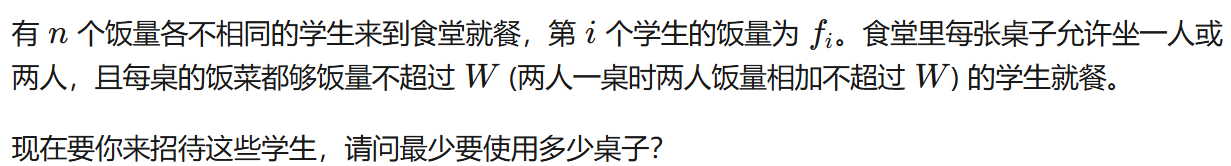 有 n 个饭量各不相同的学生来到食堂就餐，第 i 个学生的饭量为 fᵢ。食堂里每张桌子允许坐一人或
两人，且每桌的饭菜都够饭量不超过 W (两人一桌时两人饭量相加不超过 W) 的学生就餐。
现在要你来招待这些学生，请问最少要使用多少桌子？